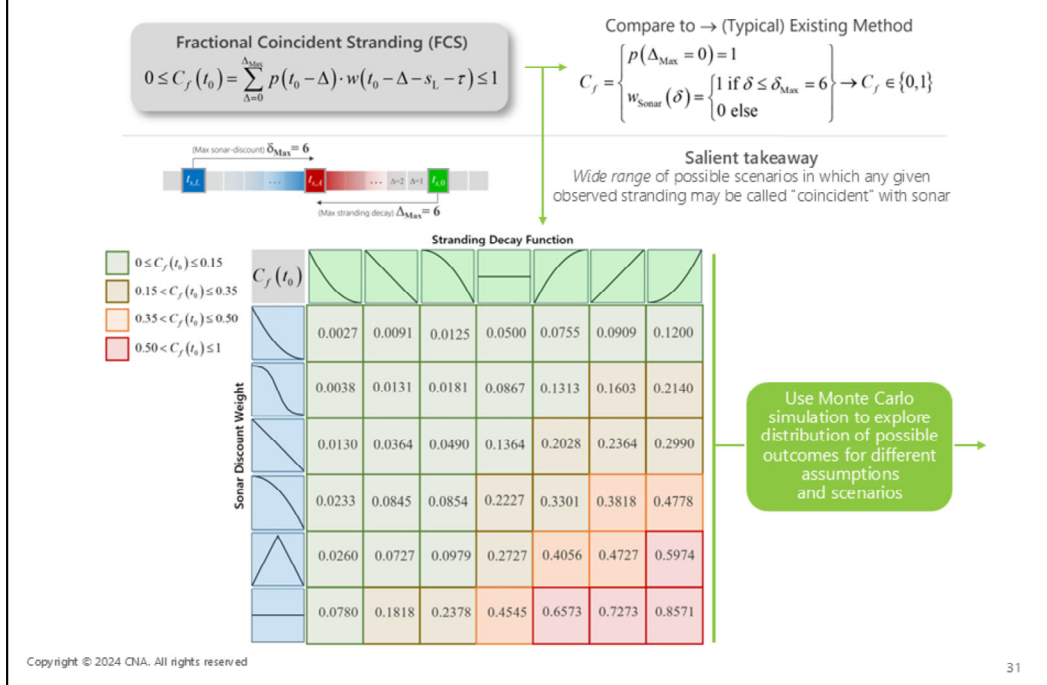 Fractional Coincident Stranding (FCS)
0 ≤ C_f(t_0) = ∑_{Δ=0}^{Δ_Max} p(t_0 − Δ) · w(t_0 − Δ − s_L − τ) ≤ 1
Compare to → (Typical) Existing Method
C_f = { p(Δ_Max = 0) = 1
w_Sonar(δ) = { 1 if δ ≤ δ_Max = 6
0 else } → C_f ∈ {0,1}
(Max sonar-discount) δ_Max = 6
t_s,L ... t_s,A ... Δ=2 Δ=1 t_s,0
(Max stranding decay) Δ_Max = 6
Salient takeaway
Wide range of possible scenarios in which any given
observed stranding may be called “coincident” with sonar
Stranding Decay Function
0 ≤ C_f(t_0) ≤ 0.15
0.15 < C_f(t_0) ≤ 0.35
0.35 < C_f(t_0) ≤ 0.50
0.50 < C_f(t_0) ≤ 1
C_f(t_0)
Sonar Discount Weight
0.0027 0.0091 0.0125 0.0500 0.0755 0.0909 0.1200
0.0038 0.0131 0.0181 0.0867 0.1313 0.1603 0.2140
0.0130 0.0364 0.0490 0.1364 0.2028 0.2364 0.2990
0.0233 0.0845 0.0854 0.2227 0.3301 0.3818 0.4778
0.0260 0.0727 0.0979 0.2727 0.4056 0.4727 0.5974
0.0780 0.1818 0.2378 0.4545 0.6573 0.7273 0.8571
Use Monte Carlo
simulation to explore
distribution of possible
outcomes for different
assumptions
and scenarios
Copyright © 2024 CNA. All rights reserved
31